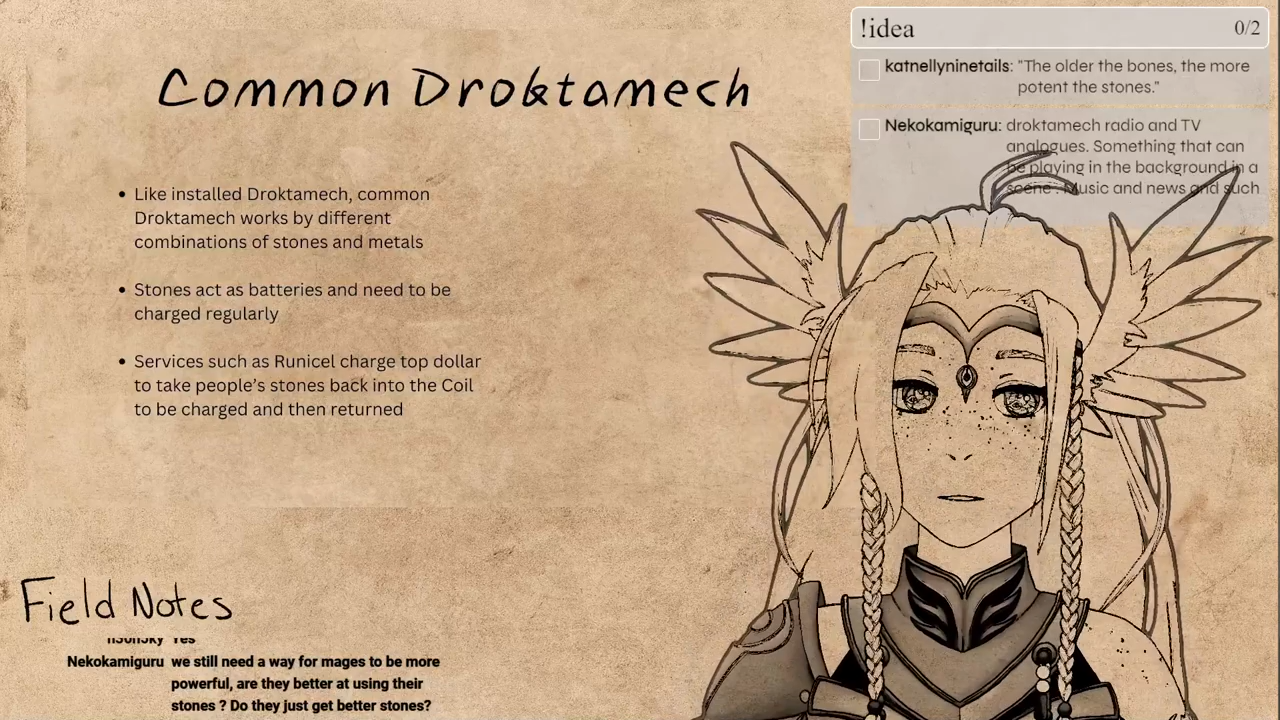 Common Droktamech
• Like installed Droktamech, common
Droktamech works by different
combinations of stones and metals
• Stones act as batteries and need to be
charged regularly
• Services such as Runicel charge top dollar
to take people's stones back into the Coil
to be charged and then returned
!idea 0/2
katnellyninetails: "The older the bones, the more
potent the stones."
Nekokamiguru: droktamech radio and TV
analogues. Something that can
be playing in the background in a
scene . Music and news and such
Field Notes
Yes
Nekokamiguru we still need a way for mages to be more
powerful, are they better at using their
stones ? Do they just get better stones?